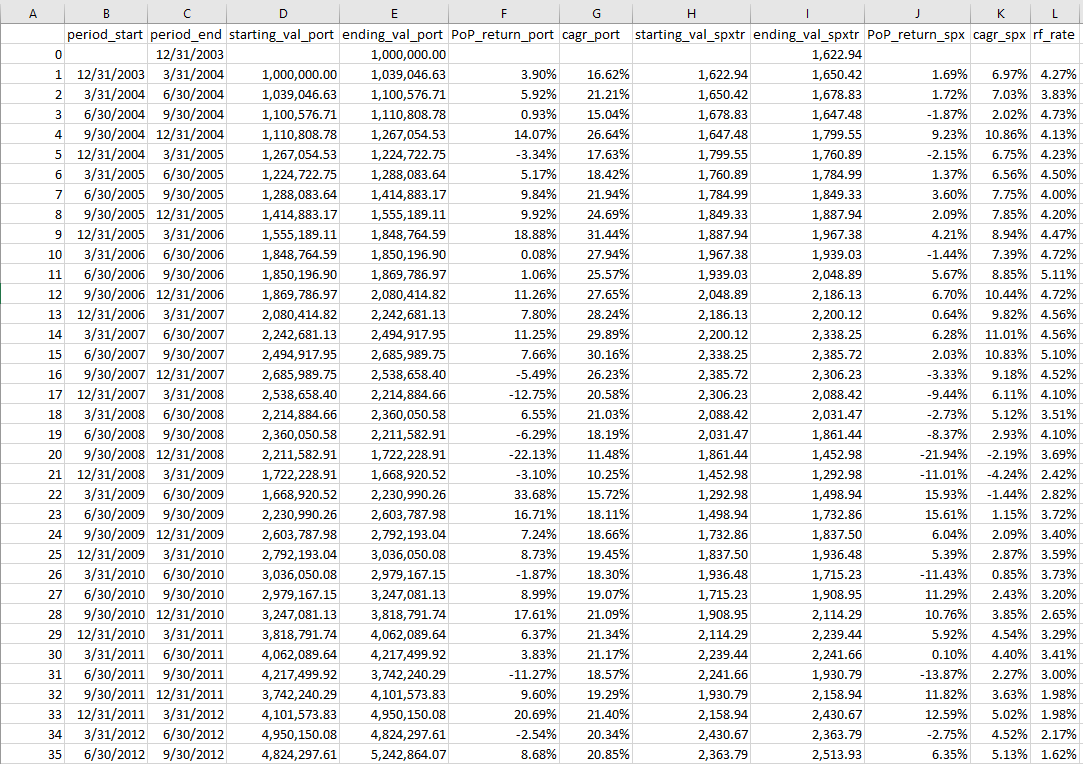 A B C D E F G H I J K L
period_start period_end starting_val_port ending_val_port PoP_return_port cagr_port starting_val_spxtr ending_val_spxtr PoP_return_spx cagr_spx rf_rate
0 12/31/2003 1,000,000.00 1,622.94
1 12/31/2003 3/31/2004 1,000,000.00 1,039,046.63 3.90% 16.62% 1,622.94 1,650.42 1.69% 6.97% 4.27%
2 3/31/2004 6/30/2004 1,039,046.63 1,100,576.71 5.92% 21.21% 1,650.42 1,678.83 1.72% 7.03% 3.83%
3 6/30/2004 9/30/2004 1,100,576.71 1,110,808.78 0.93% 15.04% 1,678.83 1,647.48 -1.87% 2.02% 4.73%
4 9/30/2004 12/31/2004 1,110,808.78 1,267,054.53 14.07% 26.64% 1,647.48 1,799.55 9.23% 10.86% 4.13%
5 12/31/2004 3/31/2005 1,267,054.53 1,224,722.75 -3.34% 17.63% 1,799.55 1,760.89 -2.15% 6.75% 4.23%
6 3/31/2005 6/30/2005 1,224,722.75 1,288,083.64 5.17% 18.42% 1,760.89 1,784.99 1.37% 6.56% 4.50%
7 6/30/2005 9/30/2005 1,288,083.64 1,414,883.17 9.84% 21.94% 1,784.99 1,849.33 3.60% 7.75% 4.00%
8 9/30/2005 12/31/2005 1,414,883.17 1,555,189.11 9.92% 24.69% 1,849.33 1,887.94 2.09% 7.85% 4.20%
9 12/31/2005 3/31/2006 1,555,189.11 1,848,764.59 18.88% 31.44% 1,887.94 1,967.38 4.21% 8.94% 4.47%
10 3/31/2006 6/30/2006 1,848,764.59 1,850,196.90 0.08% 27.94% 1,967.38 1,939.03 -1.44% 7.39% 4.72%
11 6/30/2006 9/30/2006 1,850,196.90 1,869,786.97 1.06% 25.57% 1,939.03 2,048.89 5.67% 8.85% 5.11%
12 9/30/2006 12/31/2006 1,869,786.97 2,080,414.82 11.26% 27.65% 2,048.89 2,186.13 6.70% 10.44% 4.72%
13 12/31/2006 3/31/2007 2,080,414.82 2,242,681.13 7.80% 28.24% 2,186.13 2,200.12 0.64% 9.82% 4.56%
14 3/31/2007 6/30/2007 2,242,681.13 2,494,917.95 11.25% 29.89% 2,200.12 2,338.25 6.28% 11.01% 4.56%
15 6/30/2007 9/30/2007 2,494,917.95 2,685,989.75 7.66% 30.16% 2,338.25 2,385.72 2.03% 10.83% 5.10%
16 9/30/2007 12/31/2007 2,685,989.75 2,538,658.40 -5.49% 26.23% 2,385.72 2,306.23 -3.33% 9.18% 4.52%
17 12/31/2007 3/31/2008 2,538,658.40 2,214,884.66 -12.75% 20.58% 2,306.23 2,088.42 -9.44% 6.11% 4.10%
18 3/31/2008 6/30/2008 2,214,884.66 2,360,050.58 6.55% 21.03% 2,088.42 2,031.47 -2.73% 5.12% 3.51%
19 6/30/2008 9/30/2008 2,360,050.58 2,211,582.91 -6.29% 18.19% 2,031.47 1,861.44 -8.37% 2.93% 4.10%
20 9/30/2008 12/31/2008 2,211,582.91 1,722,228.91 -22.13% 11.48% 1,861.44 1,452.98 -21.94% -2.19% 3.69%
21 12/31/2008 3/31/2009 1,722,228.91 1,668,920.52 -3.10% 10.25% 1,452.98 1,292.98 -11.01% -4.24% 2.42%
22 3/31/2009 6/30/2009 1,668,920.52 2,230,990.26 33.68% 15.72% 1,292.98 1,498.94 15.93% -1.44% 2.82%
23 6/30/2009 9/30/2009 2,230,990.26 2,603,787.98 16.71% 18.11% 1,498.94 1,732.86 15.61% 1.15% 3.72%
24 9/30/2009 12/31/2009 2,603,787.98 2,792,193.04 7.24% 18.66% 1,732.86 1,837.50 6.04% 2.09% 3.40%
25 12/31/2009 3/31/2010 2,792,193.04 3,036,050.08 8.73% 19.45% 1,837.50 1,936.48 5.39% 2.87% 3.59%
26 3/31/2010 6/30/2010 3,036,050.08 2,979,167.15 -1.87% 18.30% 1,936.48 1,715.23 -11.43% 0.85% 3.73%
27 6/30/2010 9/30/2010 2,979,167.15 3,247,081.13 8.99% 19.07% 1,715.23 1,908.95 11.29% 2.43% 3.20%
28 9/30/2010 12/31/2010 3,247,081.13 3,818,791.74 17.61% 21.09% 1,908.95 2,114.29 10.76% 3.85% 2.65%
29 12/31/2010 3/31/2011 3,818,791.74 4,062,089.64 6.37% 21.34% 2,114.29 2,239.44 5.92% 4.54% 3.29%
30 3/31/2011 6/30/2011 4,062,089.64 4,217,499.92 3.83% 21.17% 2,239.44 2,241.66 0.10% 4.40% 3.41%
31 6/30/2011 9/30/2011 4,217,499.92 3,742,240.29 -11.27% 18.57% 2,241.66 1,930.79 -13.87% 2.27% 3.00%
32 9/30/2011 12/31/2011 3,742,240.29 4,101,573.83 9.60% 19.29% 1,930.79 2,158.94 11.82% 3.63% 1.98%
33 12/31/2011 3/31/2012 4,101,573.83 4,950,150.08 20.69% 21.40% 2,158.94 2,430.67 12.59% 5.02% 1.98%
34 3/31/2012 6/30/2012 4,950,150.08 4,824,297.61 -2.54% 20.34% 2,430.67 2,363.79 -2.75% 4.52% 2.17%
35 6/30/2012 9/30/2012 4,824,297.61 5,242,864.07 8.68% 20.85% 2,363.79 2,513.93 6.35% 5.13% 1.62%